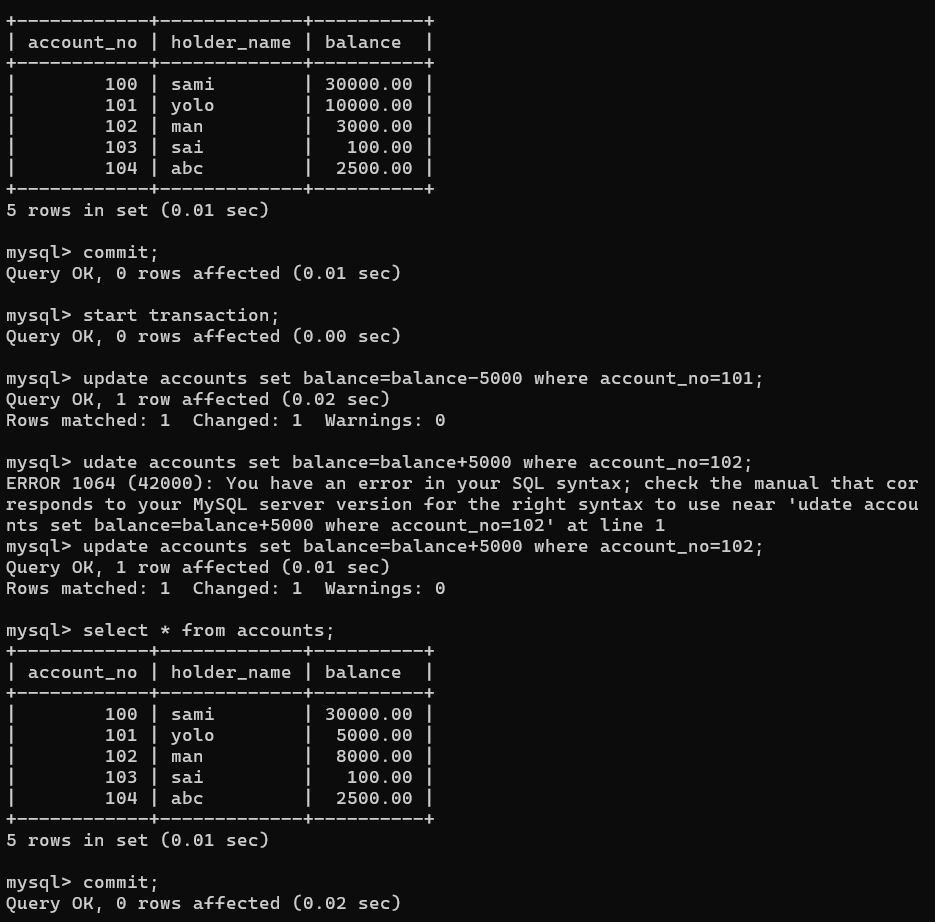 +------------+-------------+----------+
| account_no | holder_name | balance  |
+------------+-------------+----------+
|        100 | sami        | 30000.00 |
|        101 | yolo        | 10000.00 |
|        102 | man         |  3000.00 |
|        103 | sai         |   100.00 |
|        104 | abc         |  2500.00 |
+------------+-------------+----------+
5 rows in set (0.01 sec)
mysql> commit;
Query OK, 0 rows affected (0.01 sec)
mysql> start transaction;
Query OK, 0 rows affected (0.00 sec)
mysql> update accounts set balance=balance-5000 where account_no=101;
Query OK, 1 row affected (0.02 sec)
Rows matched: 1  Changed: 1  Warnings: 0
mysql> udate accounts set balance=balance+5000 where account_no=102;
ERROR 1064 (42000): You have an error in your SQL syntax; check the manual that cor
responds to your MySQL server version for the right syntax to use near 'udate accou
nts set balance=balance+5000 where account_no=102' at line 1
mysql> update accounts set balance=balance+5000 where account_no=102;
Query OK, 1 row affected (0.01 sec)
Rows matched: 1  Changed: 1  Warnings: 0
mysql> select * from accounts;
+------------+-------------+----------+
| account_no | holder_name | balance  |
+------------+-------------+----------+
|        100 | sami        | 30000.00 |
|        101 | yolo        |  5000.00 |
|        102 | man         |  8000.00 |
|        103 | sai         |   100.00 |
|        104 | abc         |  2500.00 |
+------------+-------------+----------+
5 rows in set (0.01 sec)
mysql> commit;
Query OK, 0 rows affected (0.02 sec)